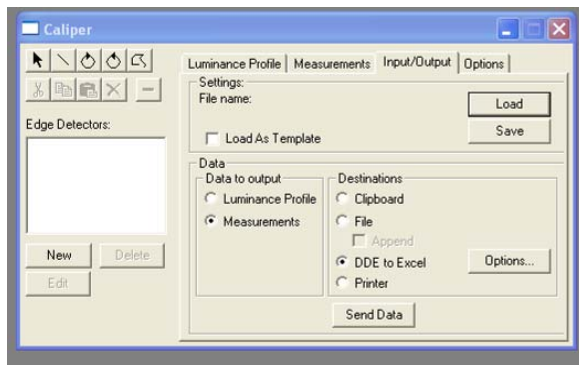 Caliper
Luminance Profile Measurements Input/Output Options
Settings:
File name:
Load
Load As Template
Save
Edge Detectors:
Data
Data to output
Destinations
Luminance Profile
Clipboard
Measurements
File
Append
New Delete
DDE to Excel
Options...
Edit
Printer
Send Data